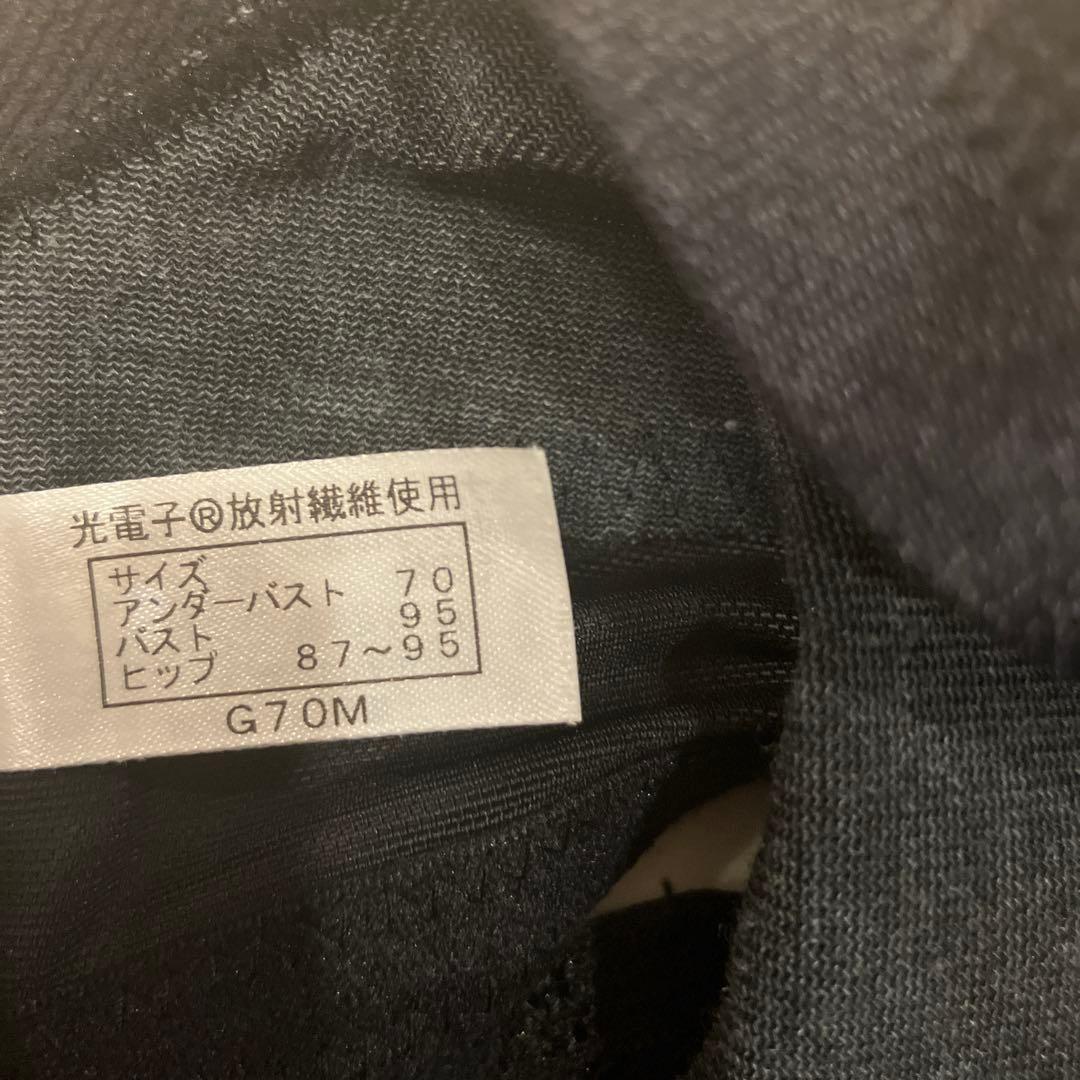 光電子®放射繊維使用
サイズ
アンダーバスト 70
バスト 95
ヒップ 87～95
G70M